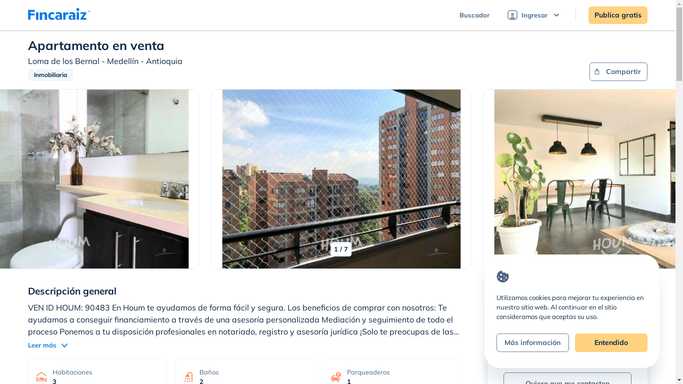 Fincaraiz
Buscador
Ingresar
Publica gratis
Apartamento en venta
Loma de los Bernal - Medellín - Antioquia
Inmobiliaria
Compartir
HOUM
1 / 7
HOUM
Descripción general
VEN ID HOUM: 90483 En Houm te ayudamos de forma fácil y segura. Los beneficios de comprar con nosotros: Te
ayudamos a conseguir financiamiento a través de una asesoría personalizada Mediación y seguimiento de todo el
proceso Ponemos a tu disposición profesionales en notariado, registro y asesoría jurídica ¡Solo te preocupas de las...
Leer más
Habitaciones
3
Baños
2
Parqueaderos
1
Utilizamos cookies para mejorar tu experiencia en
nuestro sitio web. Al continuar en el sitio
consideramos que aceptas su uso.
Más información
Entendido
Quiero que me contacten